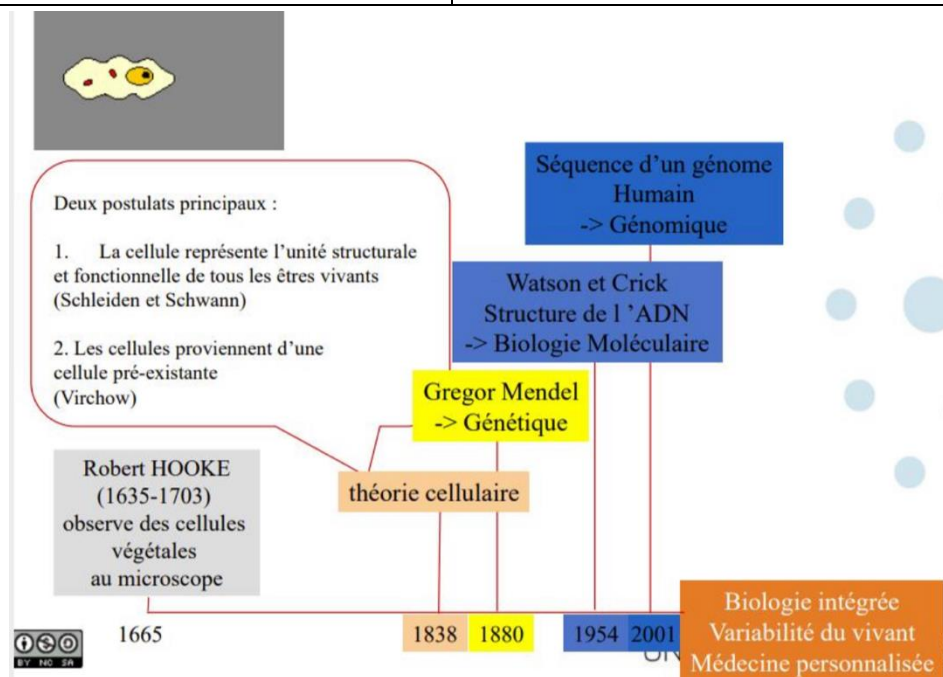 Séquence d’un génome
Humain
-> Génomique
Deux postulats principaux :
1. La cellule représente l’unité structurale
et fonctionnelle de tous les êtres vivants
(Schleiden et Schwann)
2. Les cellules proviennent d’une
cellule pré-existante
(Virchow)
Watson et Crick
Structure de l ’ADN
-> Biologie Moléculaire
Gregor Mendel
-> Génétique
Robert HOOKE
(1635-1703)
observe des cellules
végétales
au microscope
théorie cellulaire
1665
1838
1880
1954
2001
Biologie intégrée
Variabilité du vivant
Médecine personnalisée
BY NC SA